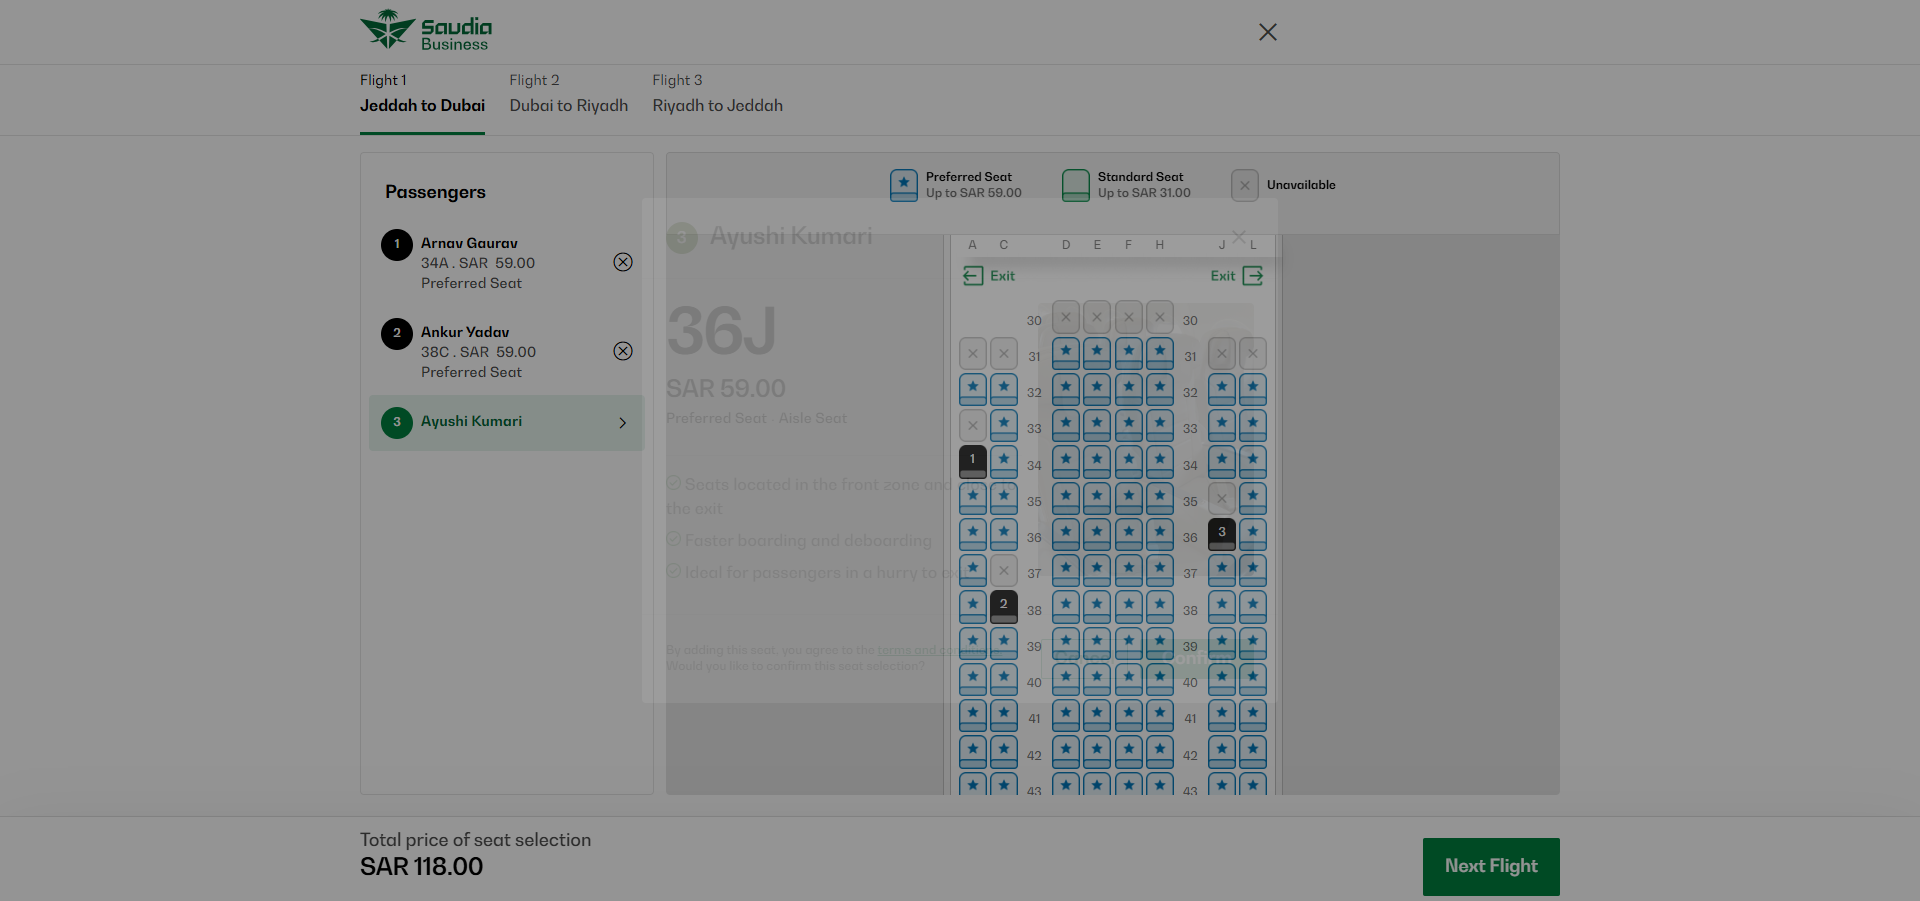 Saudia
Business
Flight 1
Jeddah to Dubai
Flight 2
Dubai to Riyadh
Flight 3
Riyadh to Jeddah
Passengers
1
Arnav Gaurav
34A . SAR 59.00
Preferred Seat
2
Ankur Yadav
38C . SAR 59.00
Preferred Seat
3
Ayushi Kumari
Preferred Seat
Up to SAR 59.00
Standard Seat
Up to SAR 31.00
Unavailable
3 Ayushi Kumari
36J
SAR 59.00
Preferred Seat · Aisle Seat
Seats located in the front zone and close to
the exit
Faster boarding and deboarding
Ideal for passengers in a hurry to exit
By adding this seat, you agree to the terms and conditions.
Would you like to confirm this seat selection?
Cancel
Confirm
A C D E F H J L
Exit Exit
30 30
31 31
32 32
33 33
1 34 34
35 35
36 36 3
37 37
2 38 38
39 39
40 40
41 41
42 42
43 43
Total price of seat selection
SAR 118.00
Next Flight